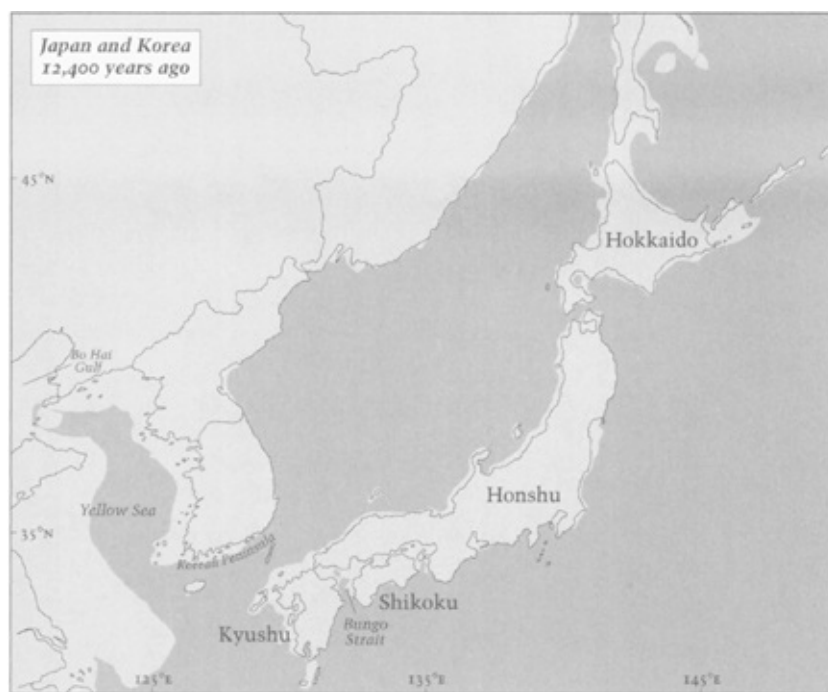 Japan and Korea
12,400 years ago
45°N
Hokkaido
Bo Hai
Gulf
Honshu
Yellow Sea
35°N
Korean Peninsula
Shikoku
Kyushu
Bungo
Strait
125°E
135°E
145°E